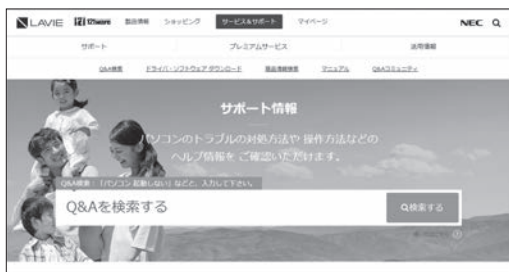 LAVIE 121ware 製品情報 ショッピング サービス&サポート マイページ NEC
サポート プレミアムサービス 活用情報
Q&A検索 ドライバ・ソフトウェア ダウンロード 製品情報検索 マニュアル Q&Aコミュニティ
サポート情報
パソコンのトラブルの対処方法や 操作方法などの
ヘルプ情報を ご確認いただけます。
Q&A検索:「パソコン 起動しない」などと、入力して下さい。
Q&Aを検索する 検索する